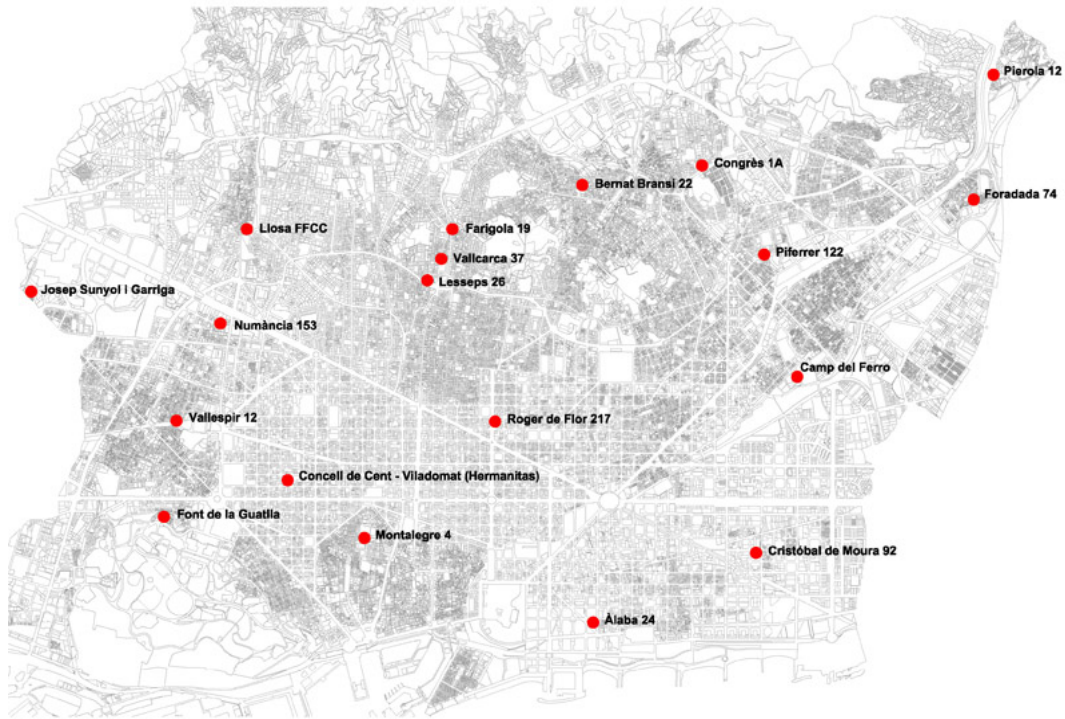 Pierola 12
Congrès 1A
Bernat Bransi 22
Foradada 74
Llosa FFCC
Farigola 19
Piferrer 122
Vallcarca 37
Lesseps 26
Josep Sunyol i Garriga
Numància 153
Camp del Ferro
Vallespir 12
Roger de Flor 217
Concell de Cent - Viladomat (Hermanitas)
Font de la Guatlla
Montalegre 4
Cristóbal de Moura 92
Àlaba 24